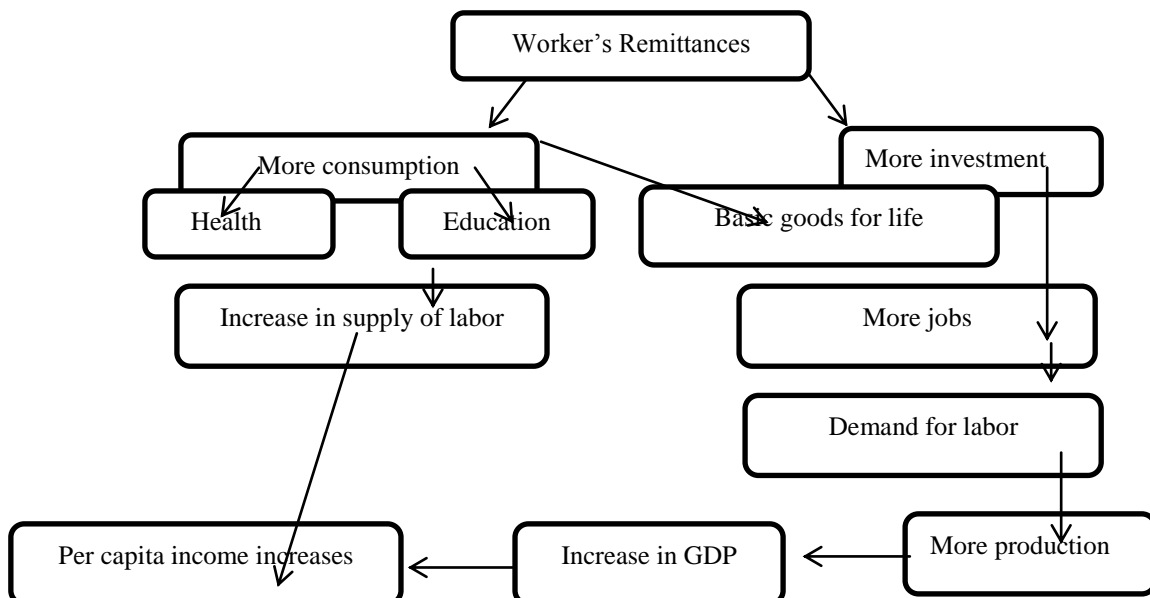 Worker’s Remittances
More consumption
More investment
Health
Education
Basic goods for life
Increase in supply of labor
More jobs
Demand for labor
Per capita income increases
Increase in GDP
More production